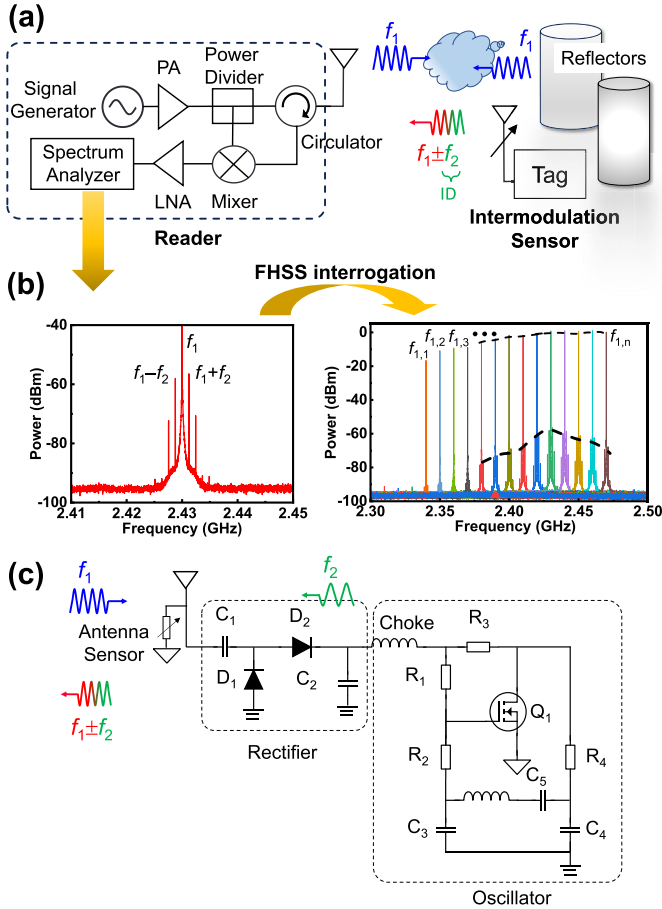 (a)
f1
f1
Reflectors
PA
Power
Divider
Signal
Generator
Circulator
Spectrum
Analyzer
LNA
Mixer
Reader
f1±f2
ID
Tag
Intermodulation
Sensor
(b)
FHSS interrogation
-40
-60
-80
-100
Power (dBm)
f1
f1−f2
f1+f2
2.41 2.42 2.43 2.44 2.45
Frequency (GHz)
0
-20
-40
-60
-80
-100
Power (dBm)
f1,1
f1,2
f1,3
•••
f1,n
2.30 2.40 2.50
Frequency (GHz)
(c)
f1
Antenna
Sensor
f1±f2
f2
C1
D2
D1
C2
Rectifier
Choke
R3
R1
Q1
R2
R4
C5
C3
C4
Oscillator